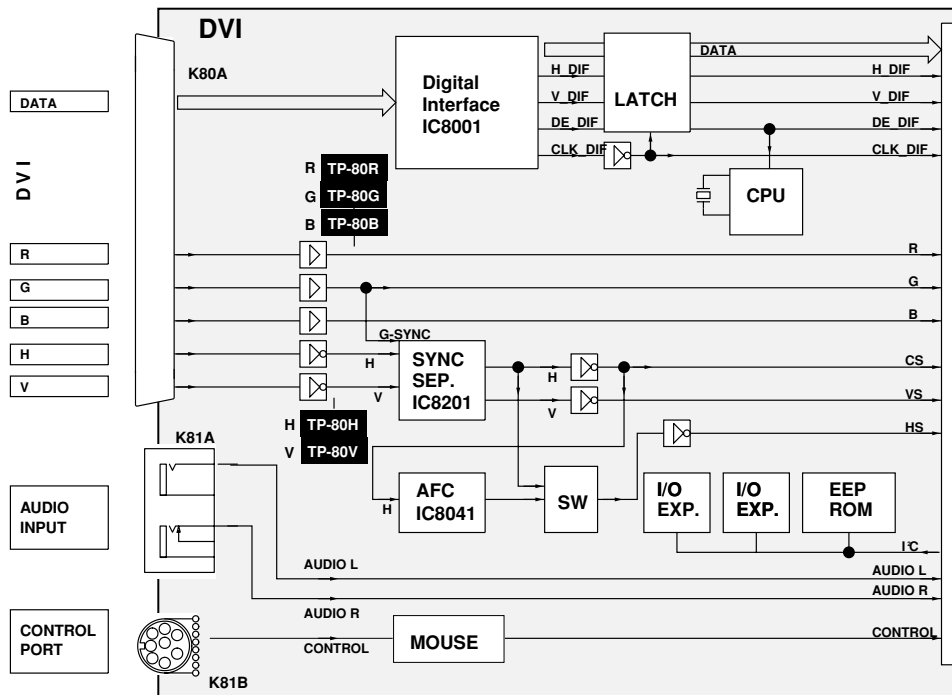 DVI
K80A
DATA
DVI
Digital
Interface
IC8001
LATCH
DATA
H_DIF
V_DIF
DE_DIF
CLK_DIF
H_DIF
V_DIF
DE_DIF
CLK_DIF
CPU
R TP-80R
G TP-80G
B TP-80B
R
G
B
H
V
R
G
B
G-SYNC
H
V
SYNC
SEP.
IC8201
H
V
CS
VS
HS
H TP-80H
V TP-80V
K81A
AUDIO
INPUT
H
AFC
IC8041
SW
I/O
EXP.
I/O
EXP.
EEP
ROM
I²C
AUDIO L
AUDIO L
AUDIO R
AUDIO R
CONTROL
PORT
CONTROL
MOUSE
CONTROL
K81B